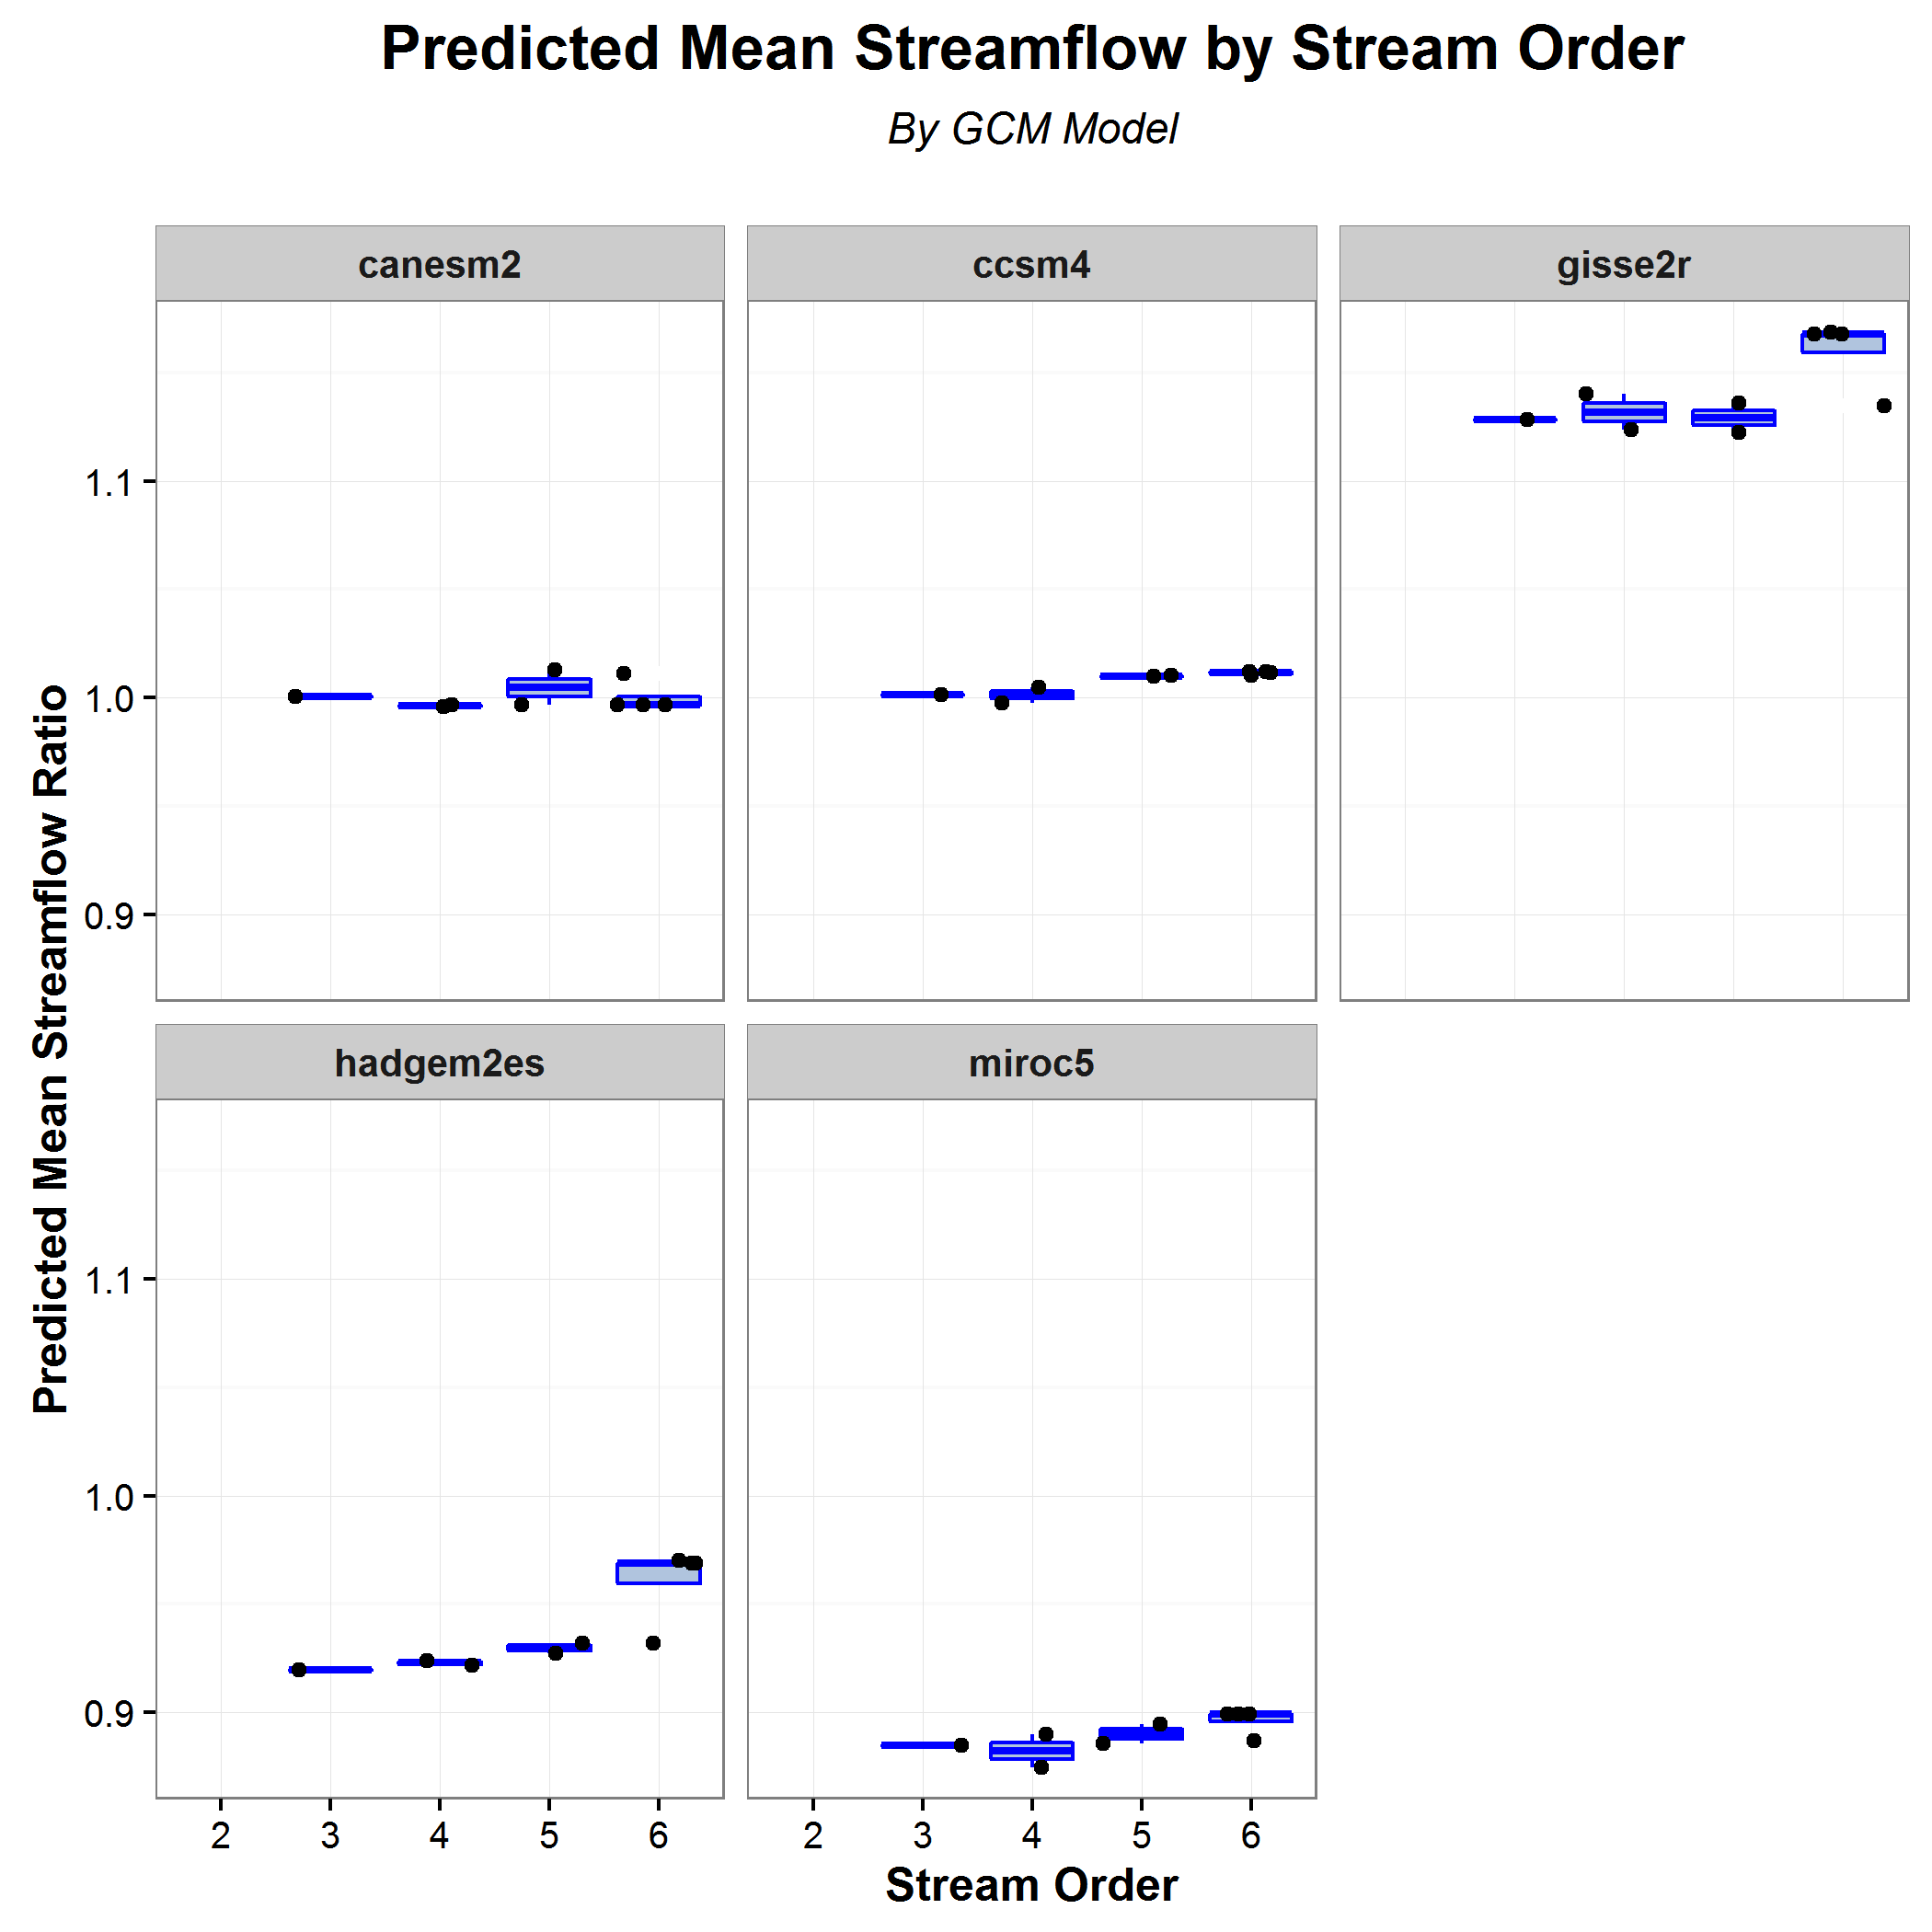 Predicted Mean Streamflow by Stream Order
By GCM Model
canesm2
ccsm4
gisse2r
1.1
1.0
0.9
Predicted Mean Streamflow Ratio
hadgem2es
miroc5
1.1
1.0
0.9
2 3 4 5 6
2 3 4 5 6
Stream Order